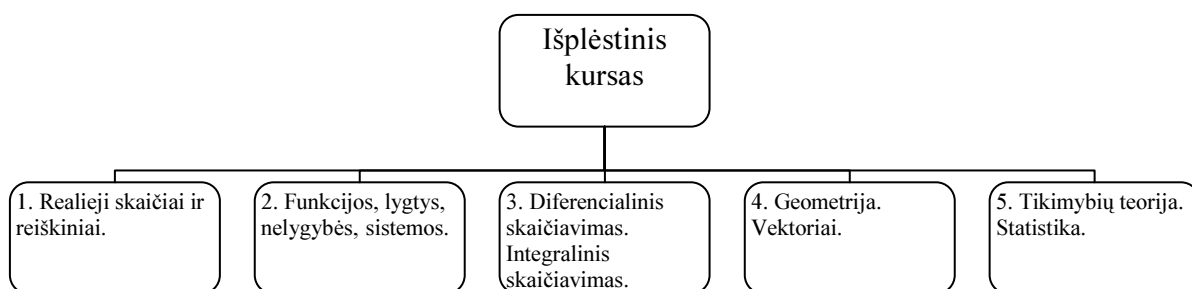 Išplėstinis
kursas
1. Realieji skaičiai ir
reiškiniai.
2. Funkcijos, lygtys,
nelygybės, sistemos.
3. Diferencialinis
skaičiavimas.
Integralinis
skaičiavimas.
4. Geometrija.
Vektoriai.
5. Tikimybių teorija.
Statistika.